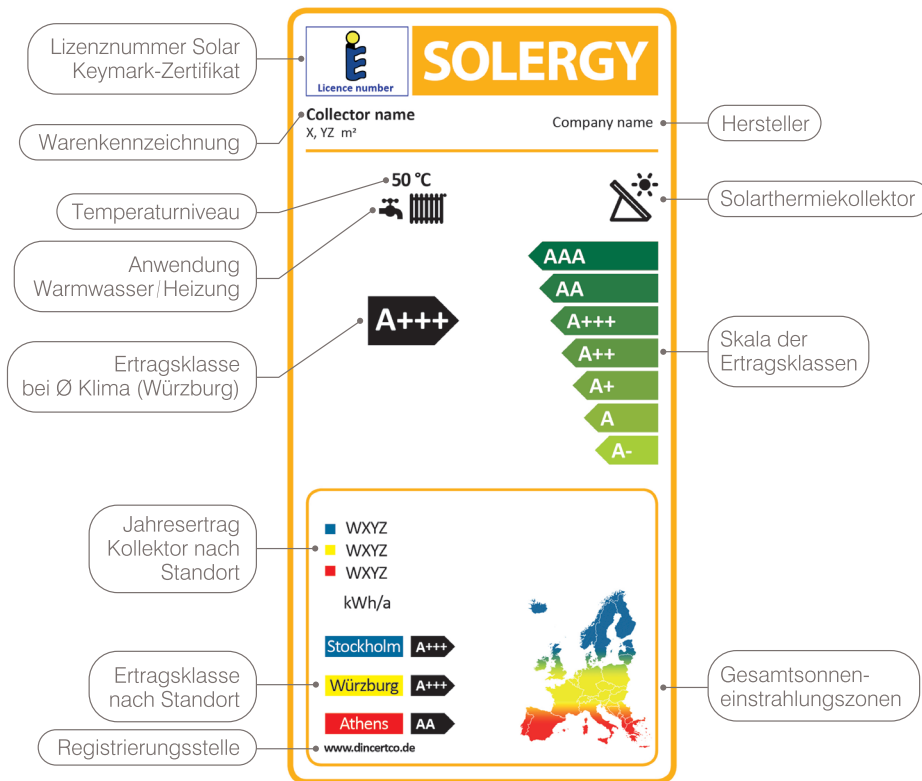 Lizenznummer Solar
Keymark-Zertifikat
Warenkennzeichnung
Temperaturniveau
Anwendung
Warmwasser/Heizung
Ertragsklasse
bei Ø Klima (Würzburg)
Jahresertrag
Kollektor nach
Standort
Ertragsklasse
nach Standort
Registrierungsstelle
Licence number
SOLERGY
Collector name
X, YZ m²
Company name
50 °C
A+++
AAA
AA
A+++
A++
A+
A
A-
WXYZ
WXYZ
WXYZ
kWh/a
Stockholm A+++
Würzburg A+++
Athens AA
www.dincertco.de
Hersteller
Solarthermiekollektor
Skala der
Ertragsklassen
Gesamtsonnen-
einstrahlungszonen